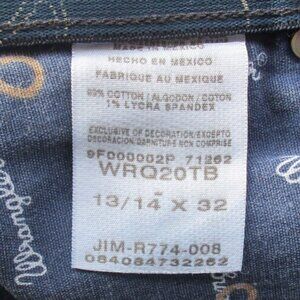 MADE IN MEXICO
HECHO EN MEXICO
FABRIQUE AU MEXIQUE
99% COTTON / ALGODON / COTON
1% LYCRA SPANDEX
EXCLUSIVE OF DECORATION/EXCEPTO
DECORACION/GARNITURE NON COMPRISE
9F000002P 71262
WRQ20TB
-
13/14 X 32
JIM-R774-008
084084732262
Wrangler